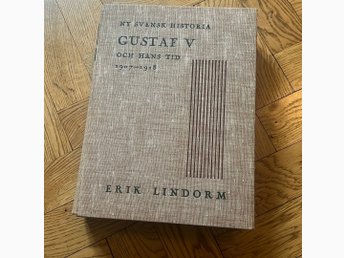 NY SVENSK HISTORIA
GUSTAF V
OCH HANS TID
1907–1918
ERIK LINDORM